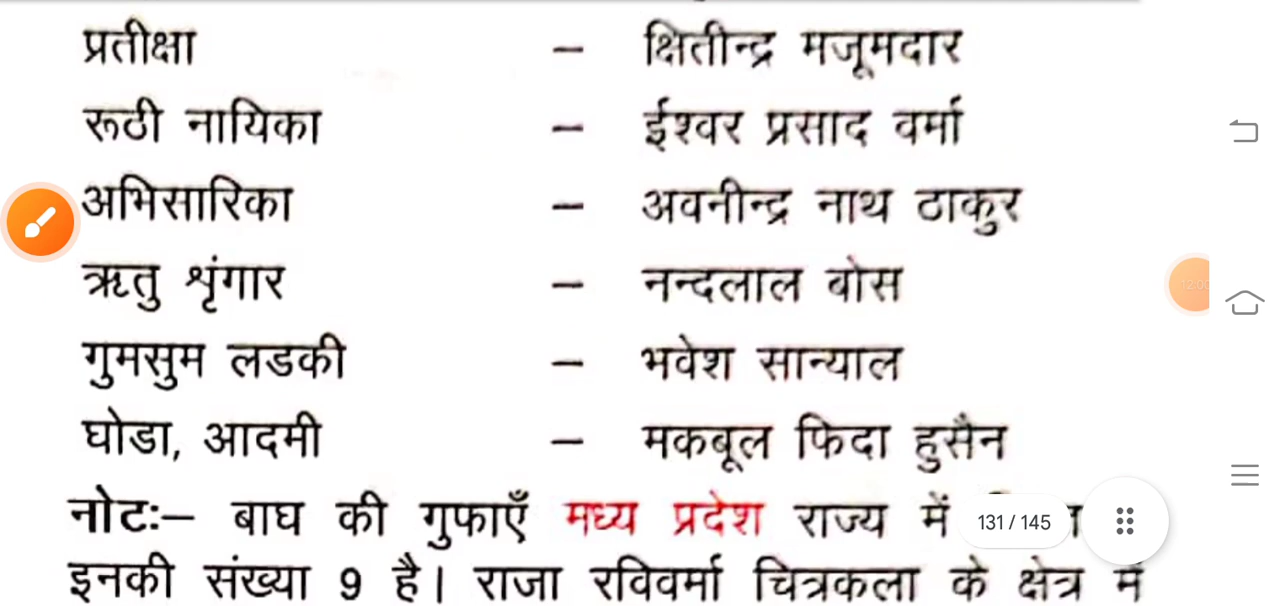 प्रतीक्षा – क्षितीन्द्र मजूमदार
रूठी नायिका – ईश्वर प्रसाद वर्मा
अभिसारिका – अवनीन्द्र नाथ ठाकुर
ऋतु श्रृंगार – नन्दलाल बोस
गुमसुम लडकी – भवेश सान्याल
घोडा, आदमी – मकबूल फिदा हुसैन
नोटः– बाघ की गुफाएँ मध्य प्रदेश राज्य में 131 / 145
इनकी संख्या 9 है। राजा रविवर्मा चित्रकला के क्षेत्र में